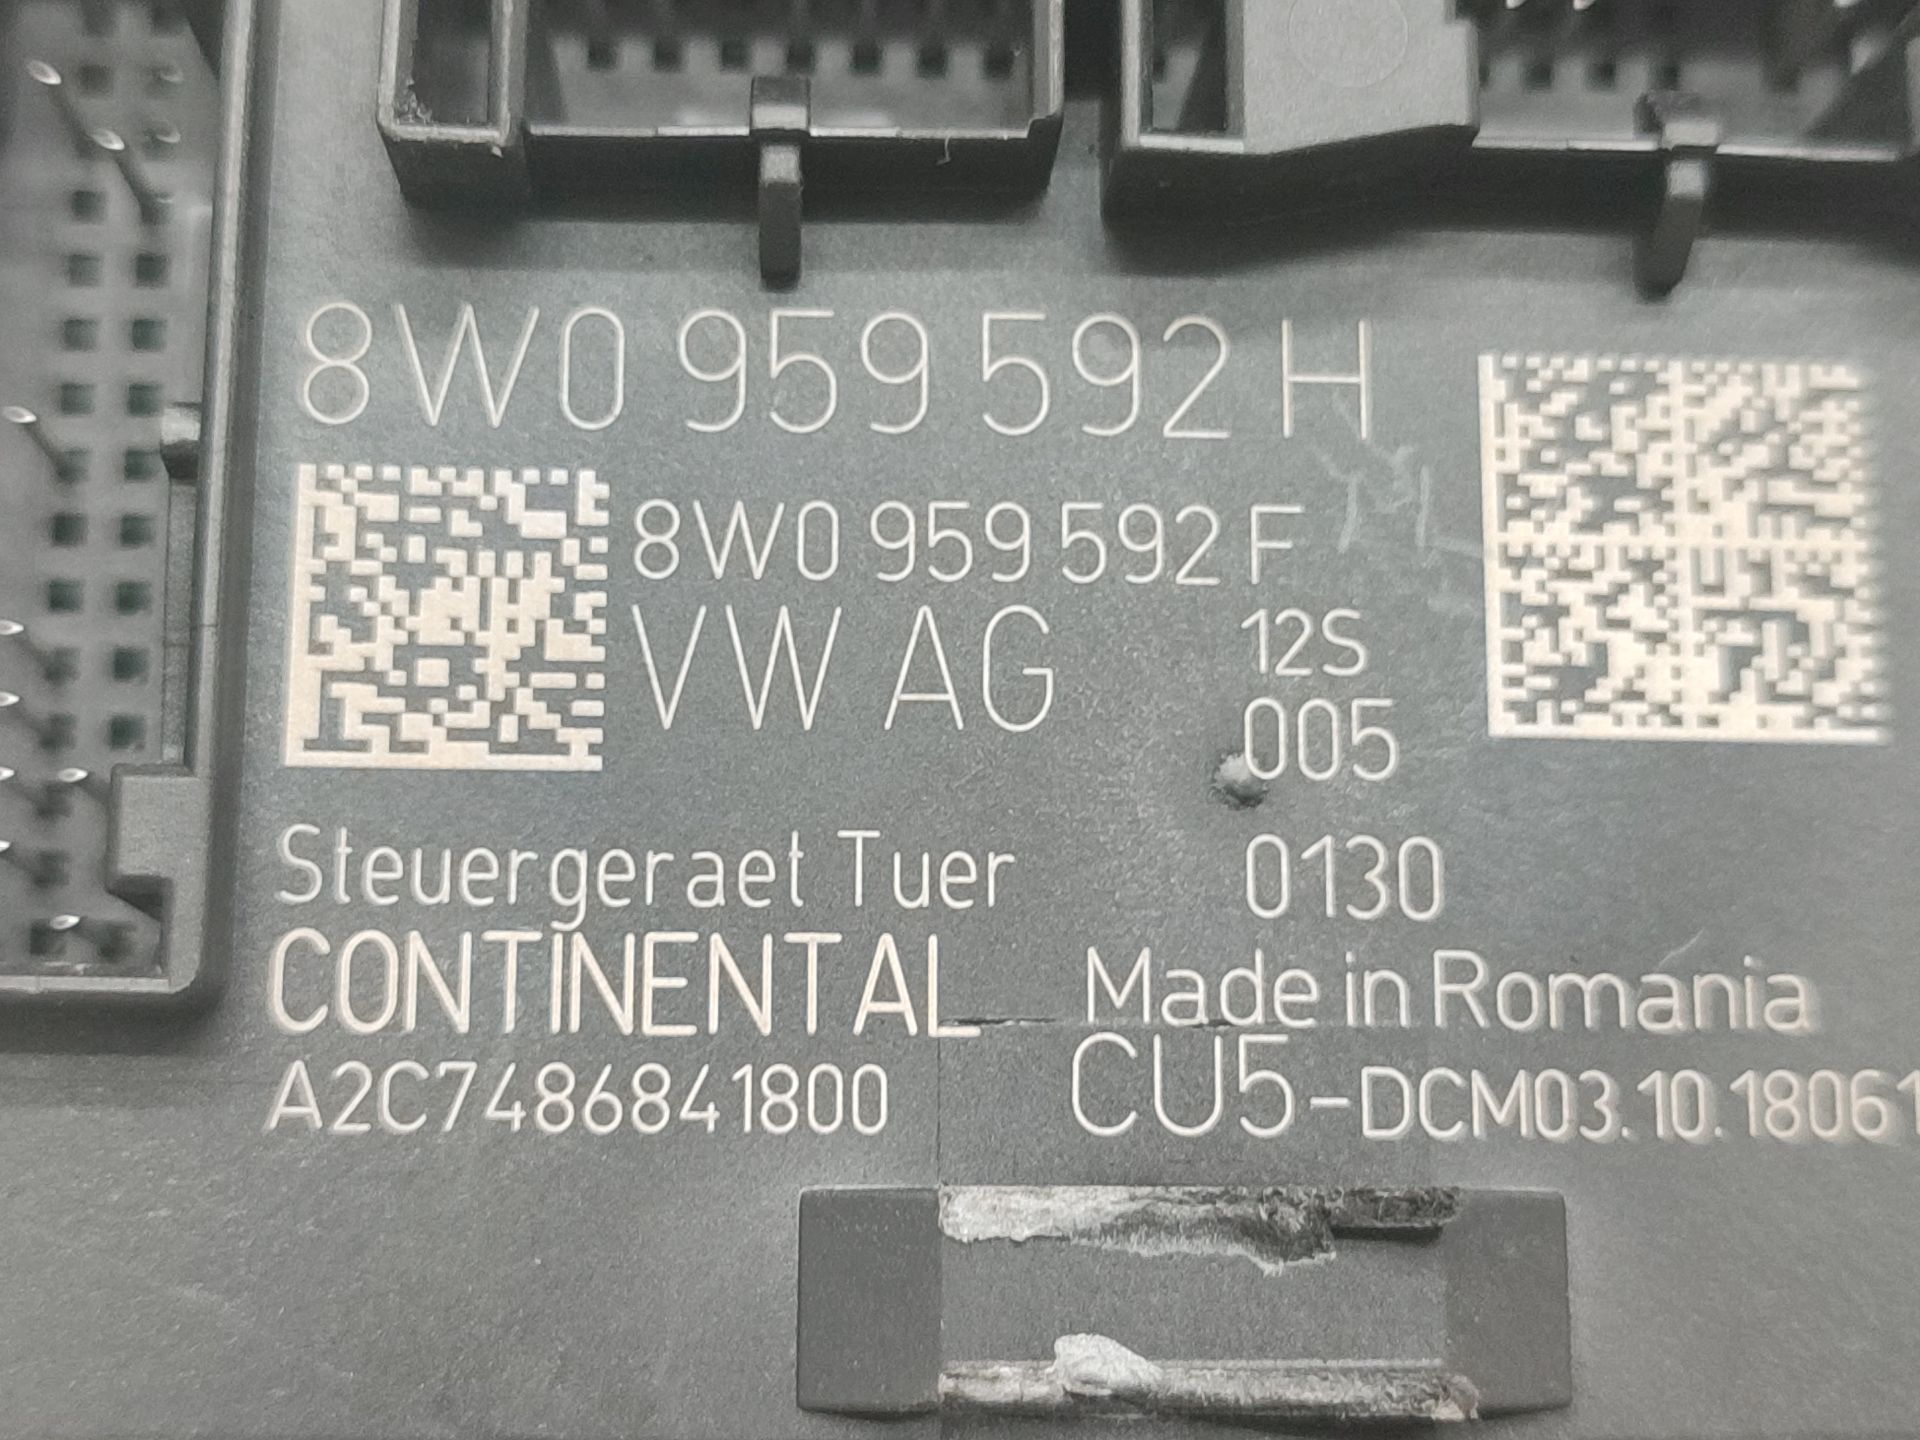 8W0 959 592 H
8W0 959 592 F
VW AG
12S
005
Steuergeraet Tuer
0130
CONTINENTAL
Made in Romania
A2C7486841800
CU5-DCM03.10.18061